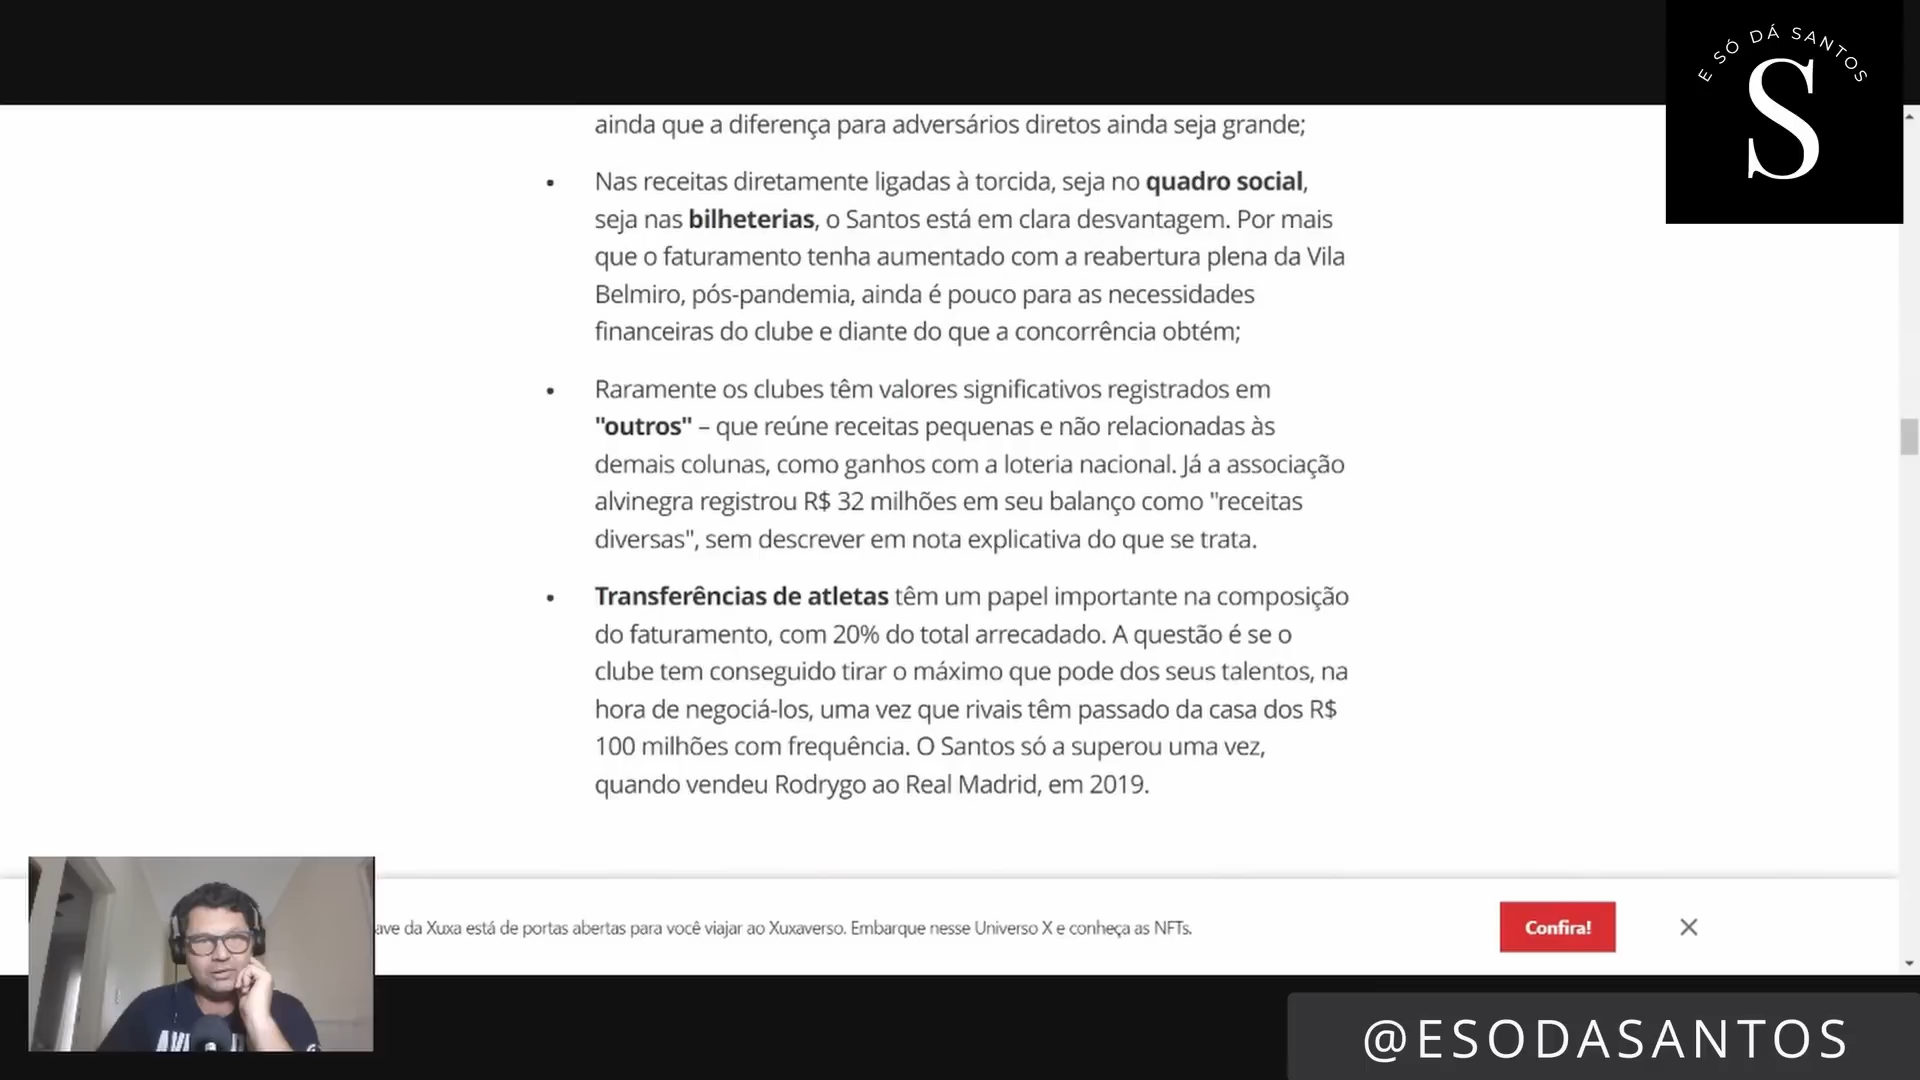 E SÓ DÁ SANTOS
S
ainda que a diferença para adversários diretos ainda seja grande;
• Nas receitas diretamente ligadas à torcida, seja no quadro social,
seja nas bilheterias, o Santos está em clara desvantagem. Por mais
que o faturamento tenha aumentado com a reabertura plena da Vila
Belmiro, pós-pandemia, ainda é pouco para as necessidades
financeiras do clube e diante do que a concorrência obtém;
• Raramente os clubes têm valores significativos registrados em
"outros" – que reúne receitas pequenas e não relacionadas às
demais colunas, como ganhos com a loteria nacional. Já a associação
alvinegra registrou R$ 32 milhões em seu balanço como "receitas
diversas", sem descrever em nota explicativa do que se trata.
• Transferências de atletas têm um papel importante na composição
do faturamento, com 20% do total arrecadado. A questão é se o
clube tem conseguido tirar o máximo que pode dos seus talentos, na
hora de negociá-los, uma vez que rivais têm passado da casa dos R$
100 milhões com frequência. O Santos só a superou uma vez,
quando vendeu Rodrygo ao Real Madrid, em 2019.
ave da Xuxa está de portas abertas para você viajar ao Xuxaverso. Embarque nesse Universo X e conheça as NFTs.
Confira!
@ESODASANTOS